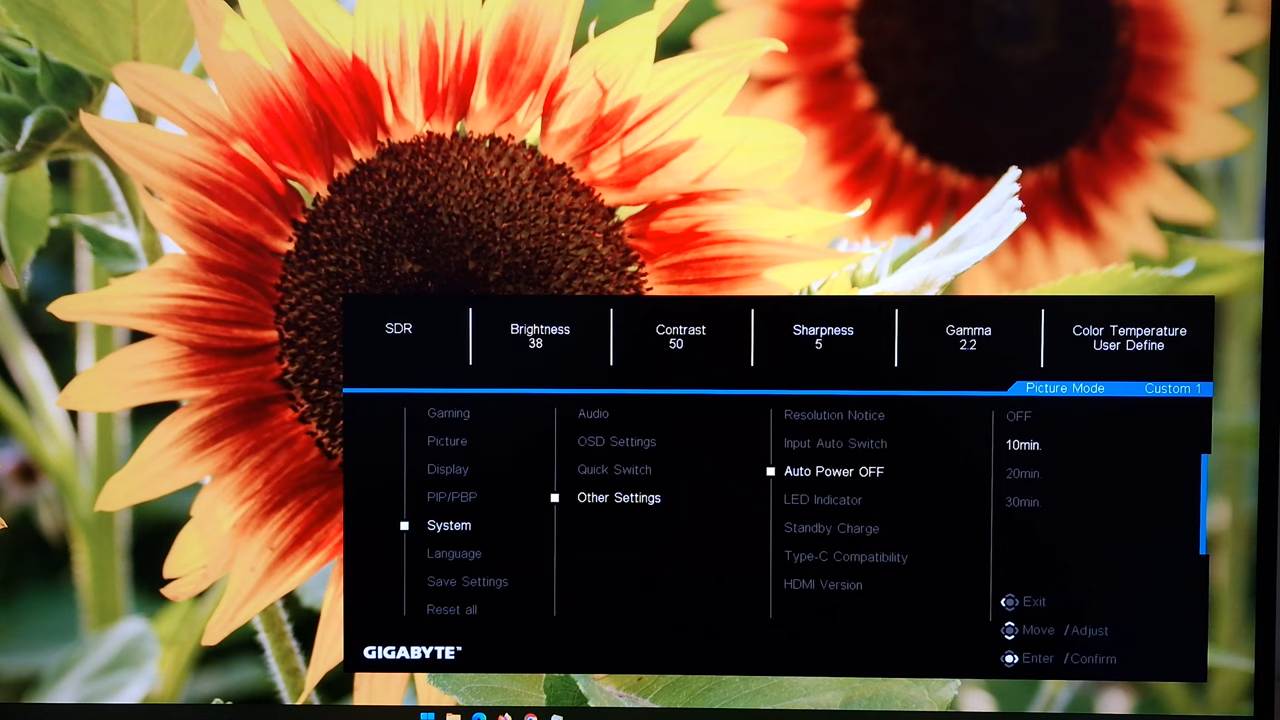 SDR
Brightness
38
Contrast
50
Sharpness
5
Gamma
2.2
Color Temperature
User Define
Picture Mode Custom 1
Gaming
Picture
Display
PIP/PBP
System
Language
Save Settings
Reset all
Audio
OSD Settings
Quick Switch
Other Settings
Resolution Notice
Input Auto Switch
Auto Power OFF
LED Indicator
Standby Charge
Type-C Compatibility
HDMI Version
OFF
10min.
20min.
30min.
Exit
Move /Adjust
Enter /Confirm
GIGABYTE™